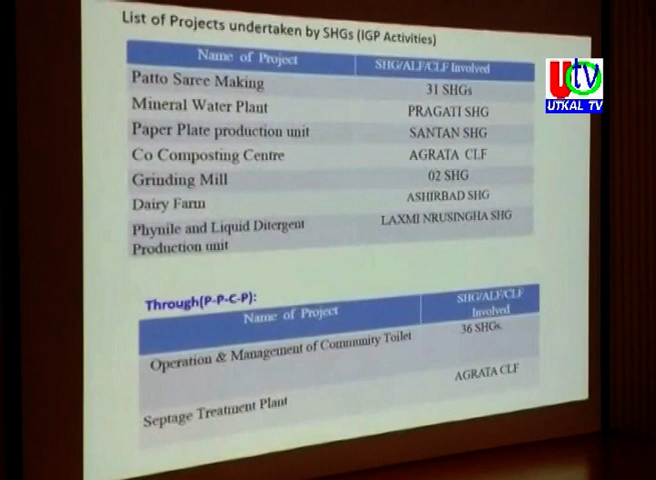 List of Projects undertaken by SHGs (IGP Activities)
Name of Project SHG/ALF/CLF Involved
Patto Saree Making 31 SHGs
Mineral Water Plant PRAGATI SHG
Paper Plate production unit SANTAN SHG
Co Composting Centre AGRATA CLF
Grinding Mill 02 SHG
Dairy Farm ASHIRBAD SHG
Phynile and Liquid Ditergent LAXMI NRUSINGHA SHG
Production unit
Through(P-P-C-P):
Name of Project SHG/ALF/CLF
Involved
Operation & Management of Community Toilet 36 SHGs.
Septage Treatment Plant AGRATA CLF
Utv
UTKAL TV